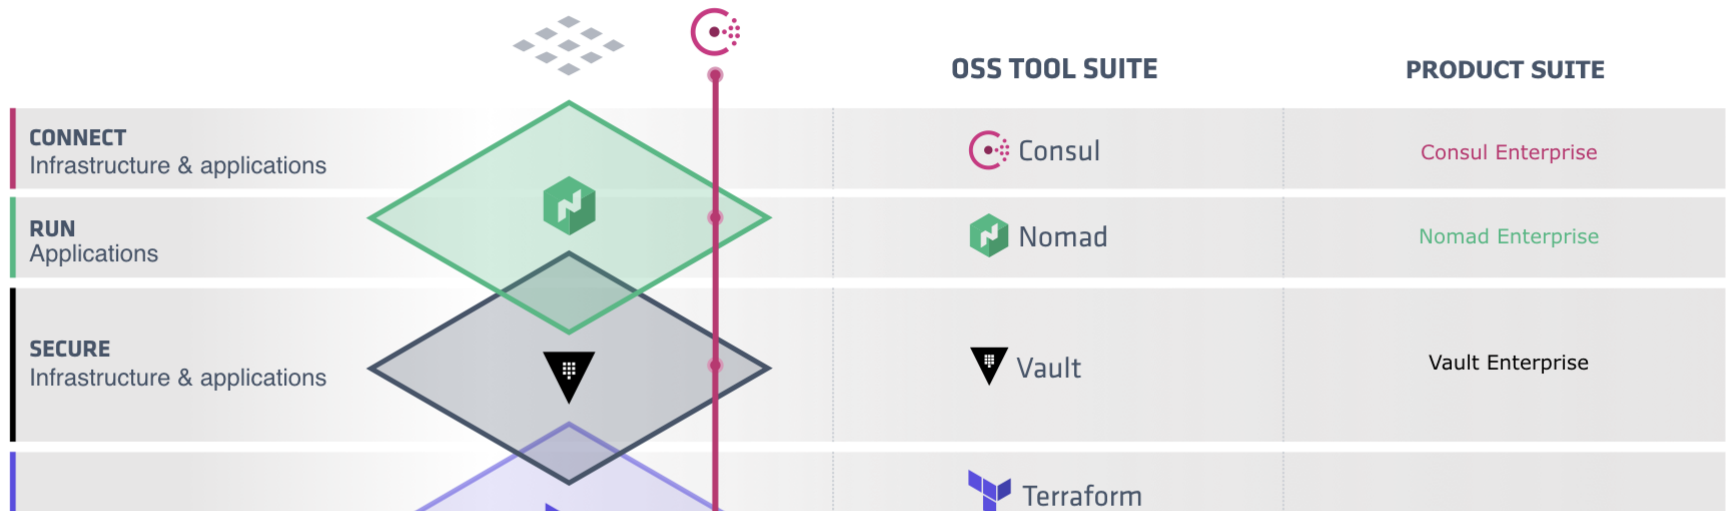 OSS TOOL SUITE
PRODUCT SUITE
CONNECT
Infrastructure & applications
Consul
Consul Enterprise
RUN
Applications
Nomad
Nomad Enterprise
SECURE
Infrastructure & applications
Vault
Vault Enterprise
Terraform